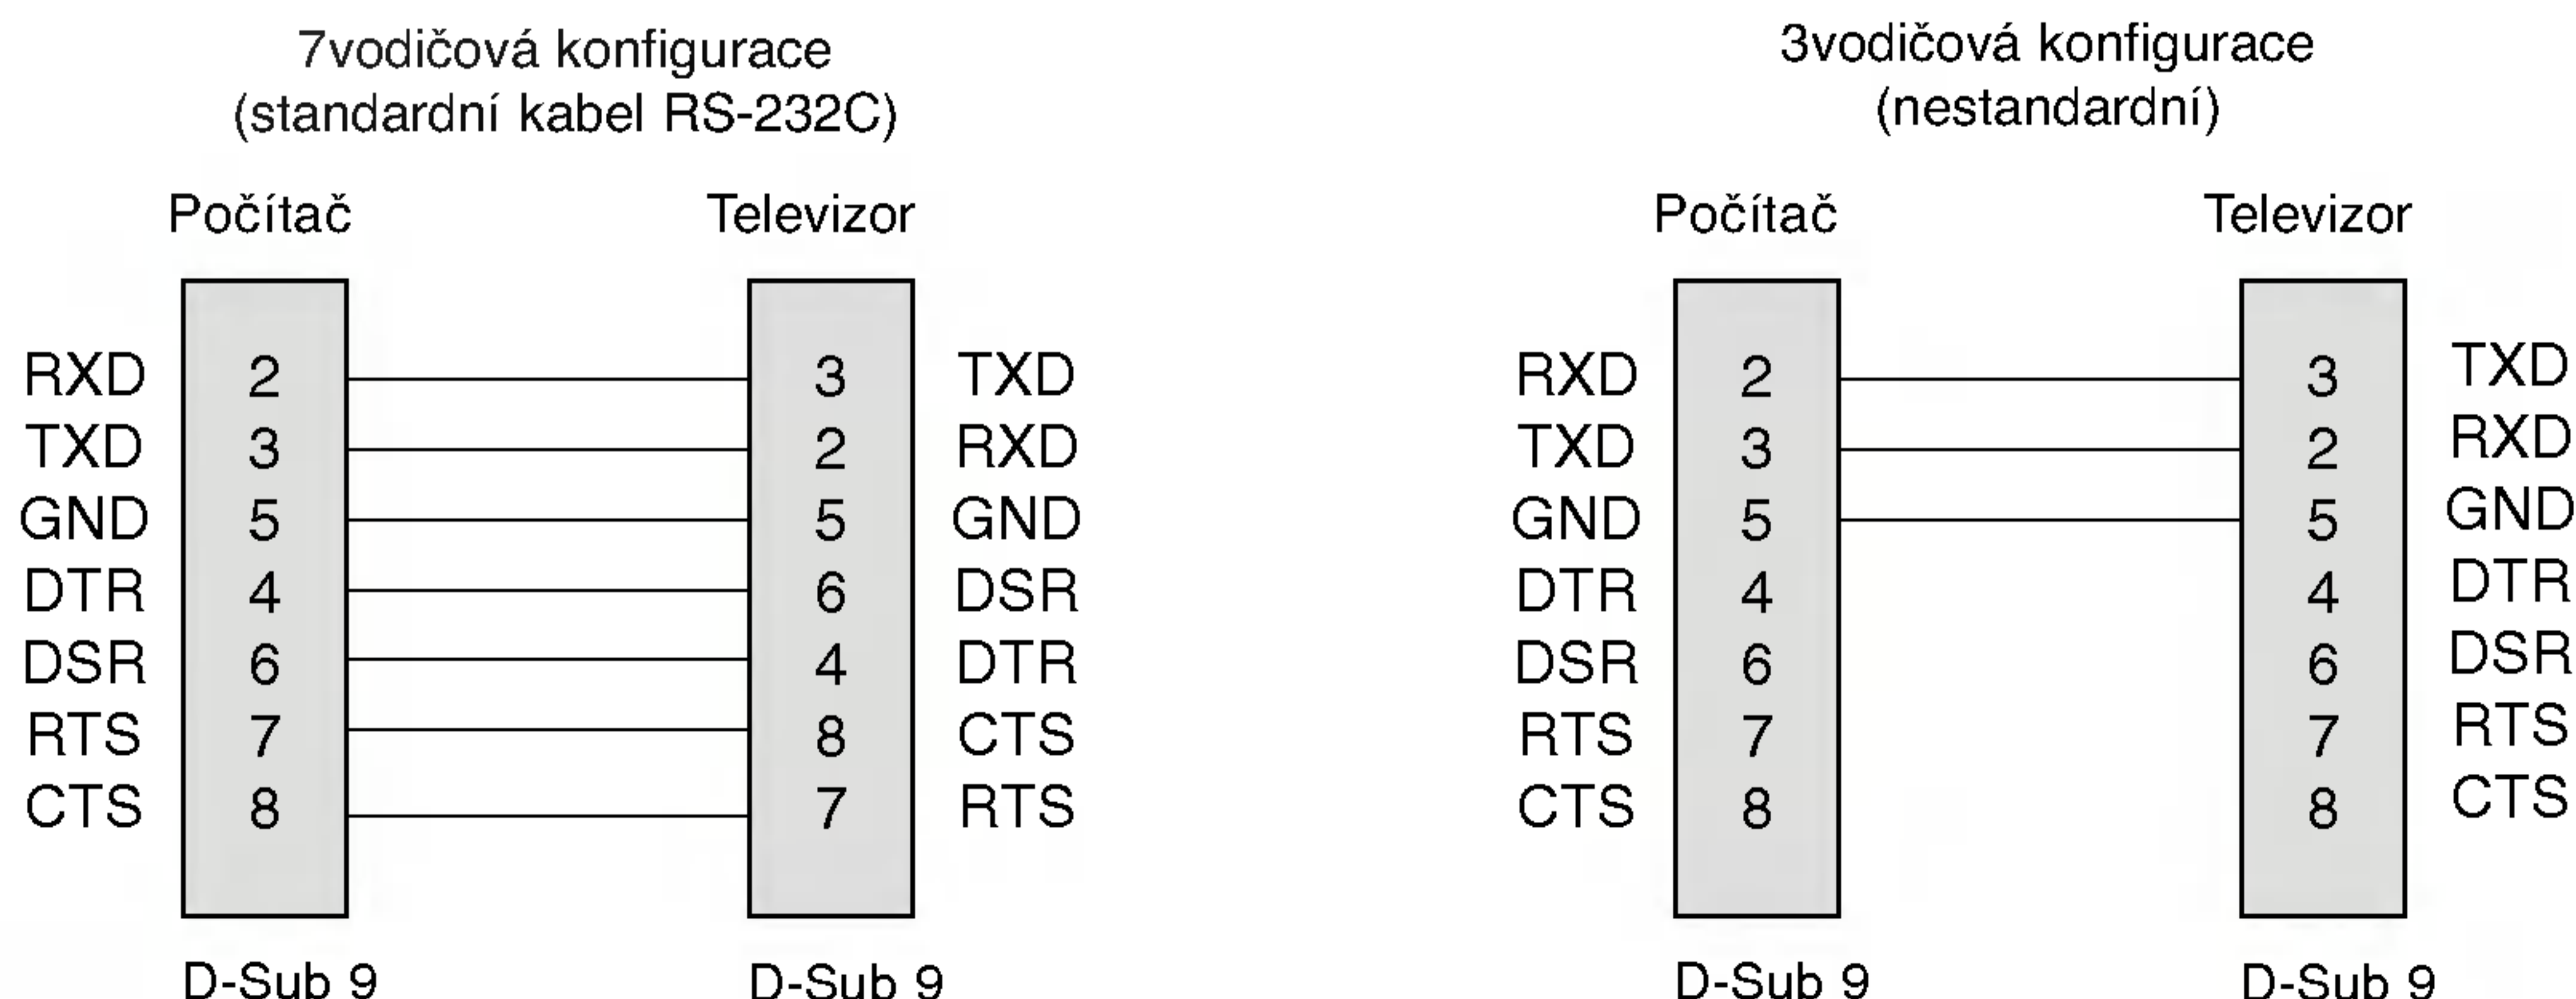 7vodičová konfigurace
(standardní kabel RS-232C)
Počítač Televizor
RXD 2 3 TXD
TXD 3 2 RXD
GND 5 5 GND
DTR 4 6 DSR
DSR 6 4 DTR
RTS 7 8 CTS
CTS 8 7 RTS
D-Sub 9 D-Sub 9
3vodičová konfigurace
(nestandardní)
Počítač Televizor
RXD 2 3 TXD
TXD 3 2 RXD
GND 5 5 GND
DTR 4 4 DTR
DSR 6 6 DSR
RTS 7 7 RTS
CTS 8 8 CTS
D-Sub 9 D-Sub 9